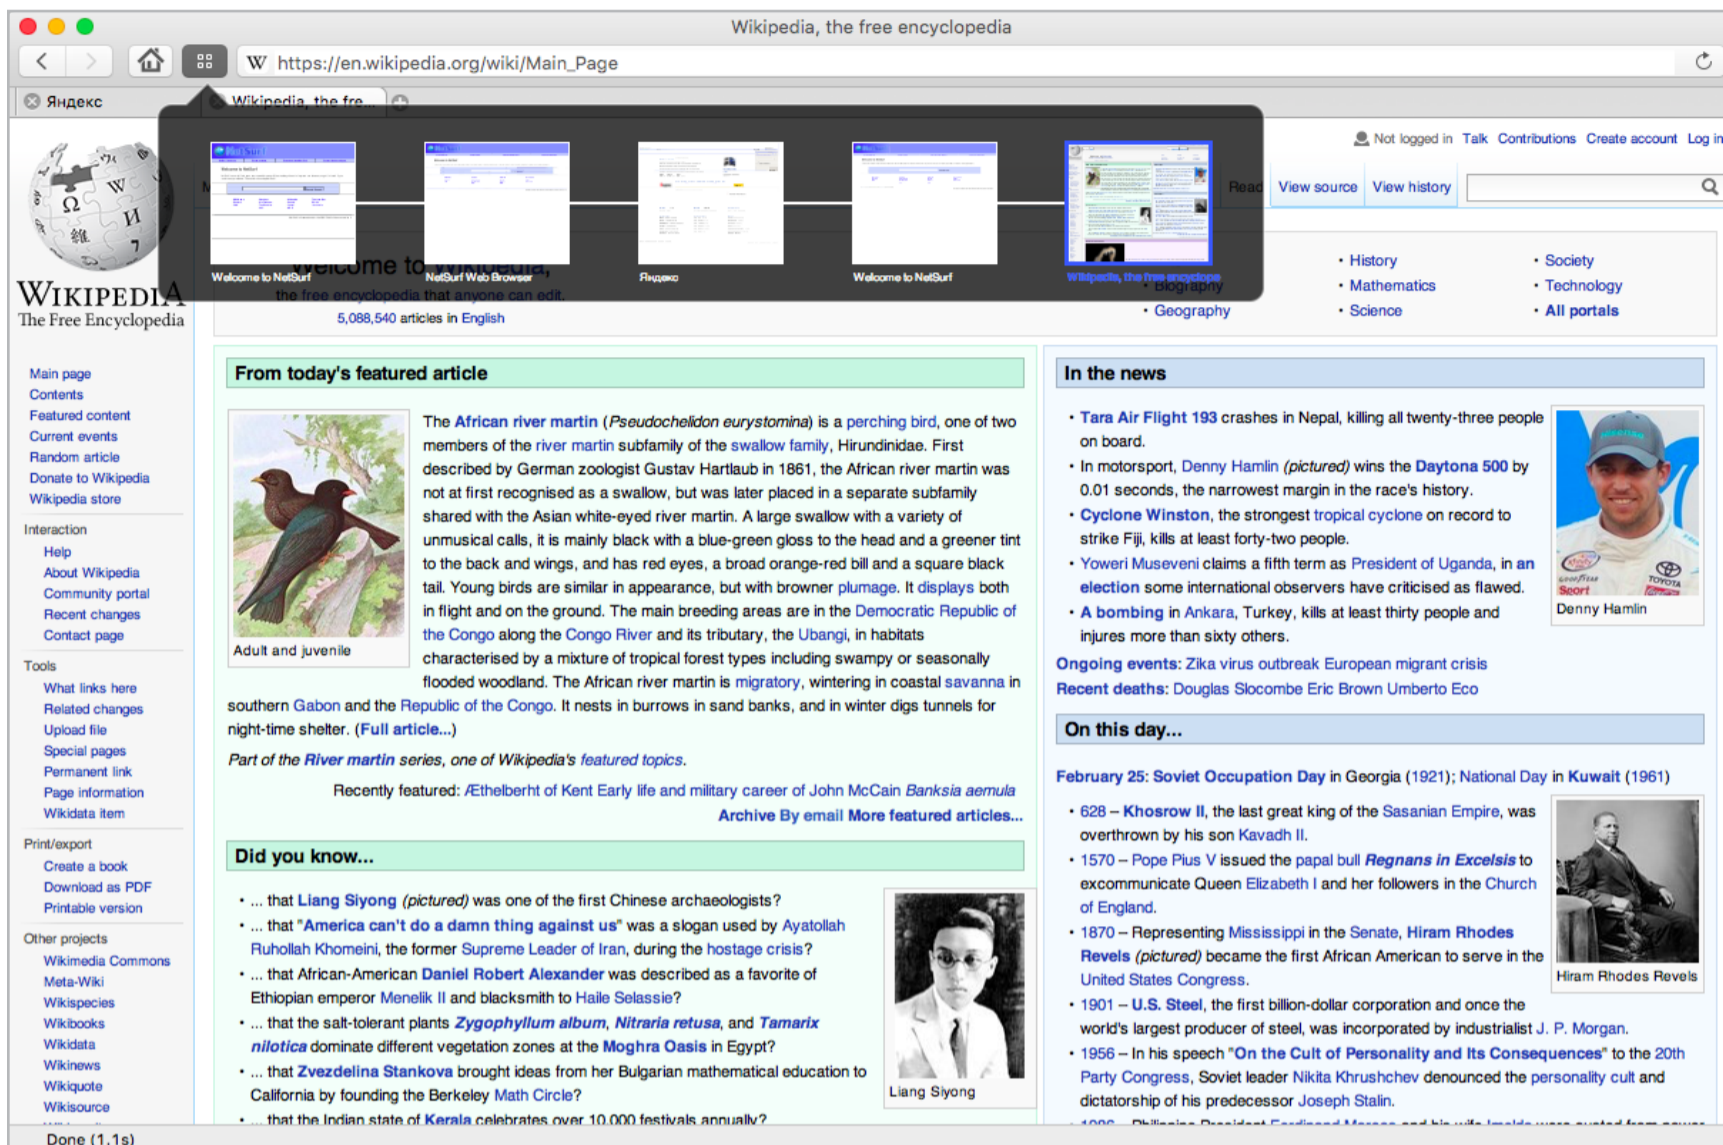 Wikipedia, the free encyclopedia
W https://en.wikipedia.org/wiki/Main_Page
Яндекс
Wikipedia, the fre...
Not logged in Talk Contributions Create account Log in
Read View source View history
Welcome to NetSurf
NetSurf Web Browser
Яндекс
Welcome to NetSurf
Wikipedia, the free encyclope
WIKIPEDIA
The Free Encyclopedia
Welcome to Wikipedia,
the free encyclopedia that anyone can edit.
5,088,540 articles in English
• Biography
• Geography
• History
• Mathematics
• Science
• Society
• Technology
• All portals
Main page
Contents
Featured content
Current events
Random article
Donate to Wikipedia
Wikipedia store
Interaction
Help
About Wikipedia
Community portal
Recent changes
Contact page
Tools
What links here
Related changes
Upload file
Special pages
Permanent link
Page information
Wikidata item
Print/export
Create a book
Download as PDF
Printable version
Other projects
Wikimedia Commons
Meta-Wiki
Wikispecies
Wikibooks
Wikidata
Wikinews
Wikiquote
Wikisource
From today's featured article
The African river martin (Pseudochelidon eurystomina) is a perching bird, one of two
members of the river martin subfamily of the swallow family, Hirundinidae. First
described by German zoologist Gustav Hartlaub in 1861, the African river martin was
not at first recognised as a swallow, but was later placed in a separate subfamily
shared with the Asian white-eyed river martin. A large swallow with a variety of
unmusical calls, it is mainly black with a blue-green gloss to the head and a greener tint
to the back and wings, and has red eyes, a broad orange-red bill and a square black
tail. Young birds are similar in appearance, but with browner plumage. It displays both
in flight and on the ground. The main breeding areas are in the Democratic Republic of
the Congo along the Congo River and its tributary, the Ubangi, in habitats
characterised by a mixture of tropical forest types including swampy or seasonally
flooded woodland. The African river martin is migratory, wintering in coastal savanna in
southern Gabon and the Republic of the Congo. It nests in burrows in sand banks, and in winter digs tunnels for
night-time shelter. (Full article...)
Adult and juvenile
Part of the River martin series, one of Wikipedia's featured topics.
Recently featured: Æthelberht of Kent Early life and military career of John McCain Banksia aemula
Archive By email More featured articles...
Did you know...
• ... that Liang Siyong (pictured) was one of the first Chinese archaeologists?
• ... that "America can't do a damn thing against us" was a slogan used by Ayatollah
Ruhollah Khomeini, the former Supreme Leader of Iran, during the hostage crisis?
• ... that African-American Daniel Robert Alexander was described as a favorite of
Ethiopian emperor Menelik II and blacksmith to Haile Selassie?
• ... that the salt-tolerant plants Zygophyllum album, Nitraria retusa, and Tamarix
nilotica dominate different vegetation zones at the Moghra Oasis in Egypt?
• ... that Zvezdelina Stankova brought ideas from her Bulgarian mathematical education to
California by founding the Berkeley Math Circle?
• ... that the Indian state of Kerala celebrates over 10,000 festivals annually?
Liang Siyong
In the news
• Tara Air Flight 193 crashes in Nepal, killing all twenty-three people
on board.
• In motorsport, Denny Hamlin (pictured) wins the Daytona 500 by
0.01 seconds, the narrowest margin in the race's history.
• Cyclone Winston, the strongest tropical cyclone on record to
strike Fiji, kills at least forty-two people.
• Yoweri Museveni claims a fifth term as President of Uganda, in an
election some international observers have criticised as flawed.
• A bombing in Ankara, Turkey, kills at least thirty people and
injures more than sixty others.
GOODYEAR
TOYOTA
Denny Hamlin
Ongoing events: Zika virus outbreak European migrant crisis
Recent deaths: Douglas Slocombe Eric Brown Umberto Eco
On this day...
February 25: Soviet Occupation Day in Georgia (1921); National Day in Kuwait (1961)
• 628 – Khosrow II, the last great king of the Sasanian Empire, was
overthrown by his son Kavadh II.
• 1570 – Pope Pius V issued the papal bull Regnans in Excelsis to
excommunicate Queen Elizabeth I and her followers in the Church
of England.
• 1870 – Representing Mississippi in the Senate, Hiram Rhodes
Revels (pictured) became the first African American to serve in the
United States Congress.
Hiram Rhodes Revels
• 1901 – U.S. Steel, the first billion-dollar corporation and once the
world's largest producer of steel, was incorporated by industrialist J. P. Morgan.
• 1956 – In his speech "On the Cult of Personality and Its Consequences" to the 20th
Party Congress, Soviet leader Nikita Khrushchev denounced the personality cult and
dictatorship of his predecessor Joseph Stalin.
Done (1.1s)